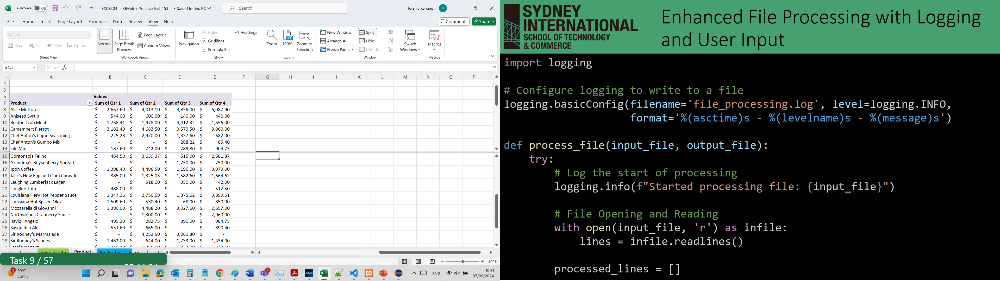 AutoSave Off EXCEL04 - GMetrix Practice Test 453... • Saved to this PC Search Farshid Keivanian FK
File Home Insert Page Layout Formulas Data Review View Help Comments Share
Default
Keep Exit New Options
Sheet View
Normal Page Break Preview Page Layout Custom Views
Workbook Views
Navigation Ruler Gridlines Formula Bar Headings
Show
Zoom 100% Zoom to Selection
Zoom
New Window Arrange All Freeze Panes Split Hide Unhide Switch Windows
Window
Macros
Macros
G15 fx
A B C D E F G H I J K L M N O P
4
5
6 Values
7 Product Sum of Qtr 1 Sum of Qtr 2 Sum of Qtr 3 Sum of Qtr 4
8 Alice Mutton $ 2,667.60 $ 4,013.10 $ 4,836.00 $ 6,087.90
9 Aniseed Syrup $ 544.00 $ 600.00 $ 140.00 $ 440.00
10 Boston Crab Meat $ 1,768.41 $ 1,978.00 $ 4,412.32 $ 1,656.00
11 Camembert Pierrot $ 3,182.40 $ 4,683.50 $ 9,579.50 $ 3,060.00
12 Chef Anton's Cajun Seasoning $ 225.28 $ 2,970.00 $ 1,337.60 $ 682.00
13 Chef Anton's Gumbo Mix $ - $ - $ 288.22 $ 85.40
14 Filo Mix $ 187.60 $ 742.00 $ 289.80 $ 904.75
15 Gorgonzola Telino $ 464.50 $ 3,639.37 $ 515.00 $ 2,681.87
16 Grandma's Boysenberry Spread $ - $ - $ 1,750.00 $ 750.00
17 Ipoh Coffee $ 1,398.40 $ 4,496.50 $ 1,196.00 $ 3,979.00
18 Jack's New England Clam Chowder $ 385.00 $ 1,325.03 $ 1,582.60 $ 1,664.62
19 Laughing Lumberjack Lager $ - $ 518.00 $ 350.00 $ 42.00
20 Longlife Tofu $ 488.00 $ - $ - $ 512.50
21 Louisiana Fiery Hot Pepper Sauce $ 1,347.36 $ 2,750.69 $ 1,375.62 $ 3,899.51
22 Louisiana Hot Spiced Okra $ 1,509.60 $ 530.40 $ 68.00 $ 850.00
23 Mozzarella di Giovanni $ 1,390.00 $ 4,488.20 $ 3,027.60 $ 2,697.00
24 Northwoods Cranberry Sauce $ - $ 1,300.00 $ - $ 2,960.00
25 Ravioli Angelo $ 499.20 $ 282.75 $ 390.00 $ 984.75
26 Sasquatch Ale $ 551.60 $ 665.00 $ - $ 890.40
27 Sir Rodney's Marmalade $ - $ 4,252.50 $ 3,061.80 $ -
28 Sir Rodney's Scones $ 1,462.00 $ 644.00 $ 1,733.00 $ 1,434.00
29 Steeleye Stout $ 1,310.40 $ 1,368.00 $ 1,323.00 $ 1,273.50
Source Data Product By Product-Cu
Task 9 / 57
100%
1 30°C
Sunny
1
GMX
ENG
10:31
07/09/2024
SYDNEY
INTERNATIONAL
SCHOOL OF TECHNOLOGY
& COMMERCE
Enhanced File Processing with Logging
and User Input
import logging
# Configure logging to write to a file
logging.basicConfig(filename='file_processing.log', level=logging.INFO,
format='%(asctime)s - %(levelname)s - %(message)s')
def process_file(input_file, output_file):
try:
# Log the start of processing
logging.info(f"Started processing file: {input_file}")
# File Opening and Reading
with open(input_file, 'r') as infile:
lines = infile.readlines()
processed_lines = []